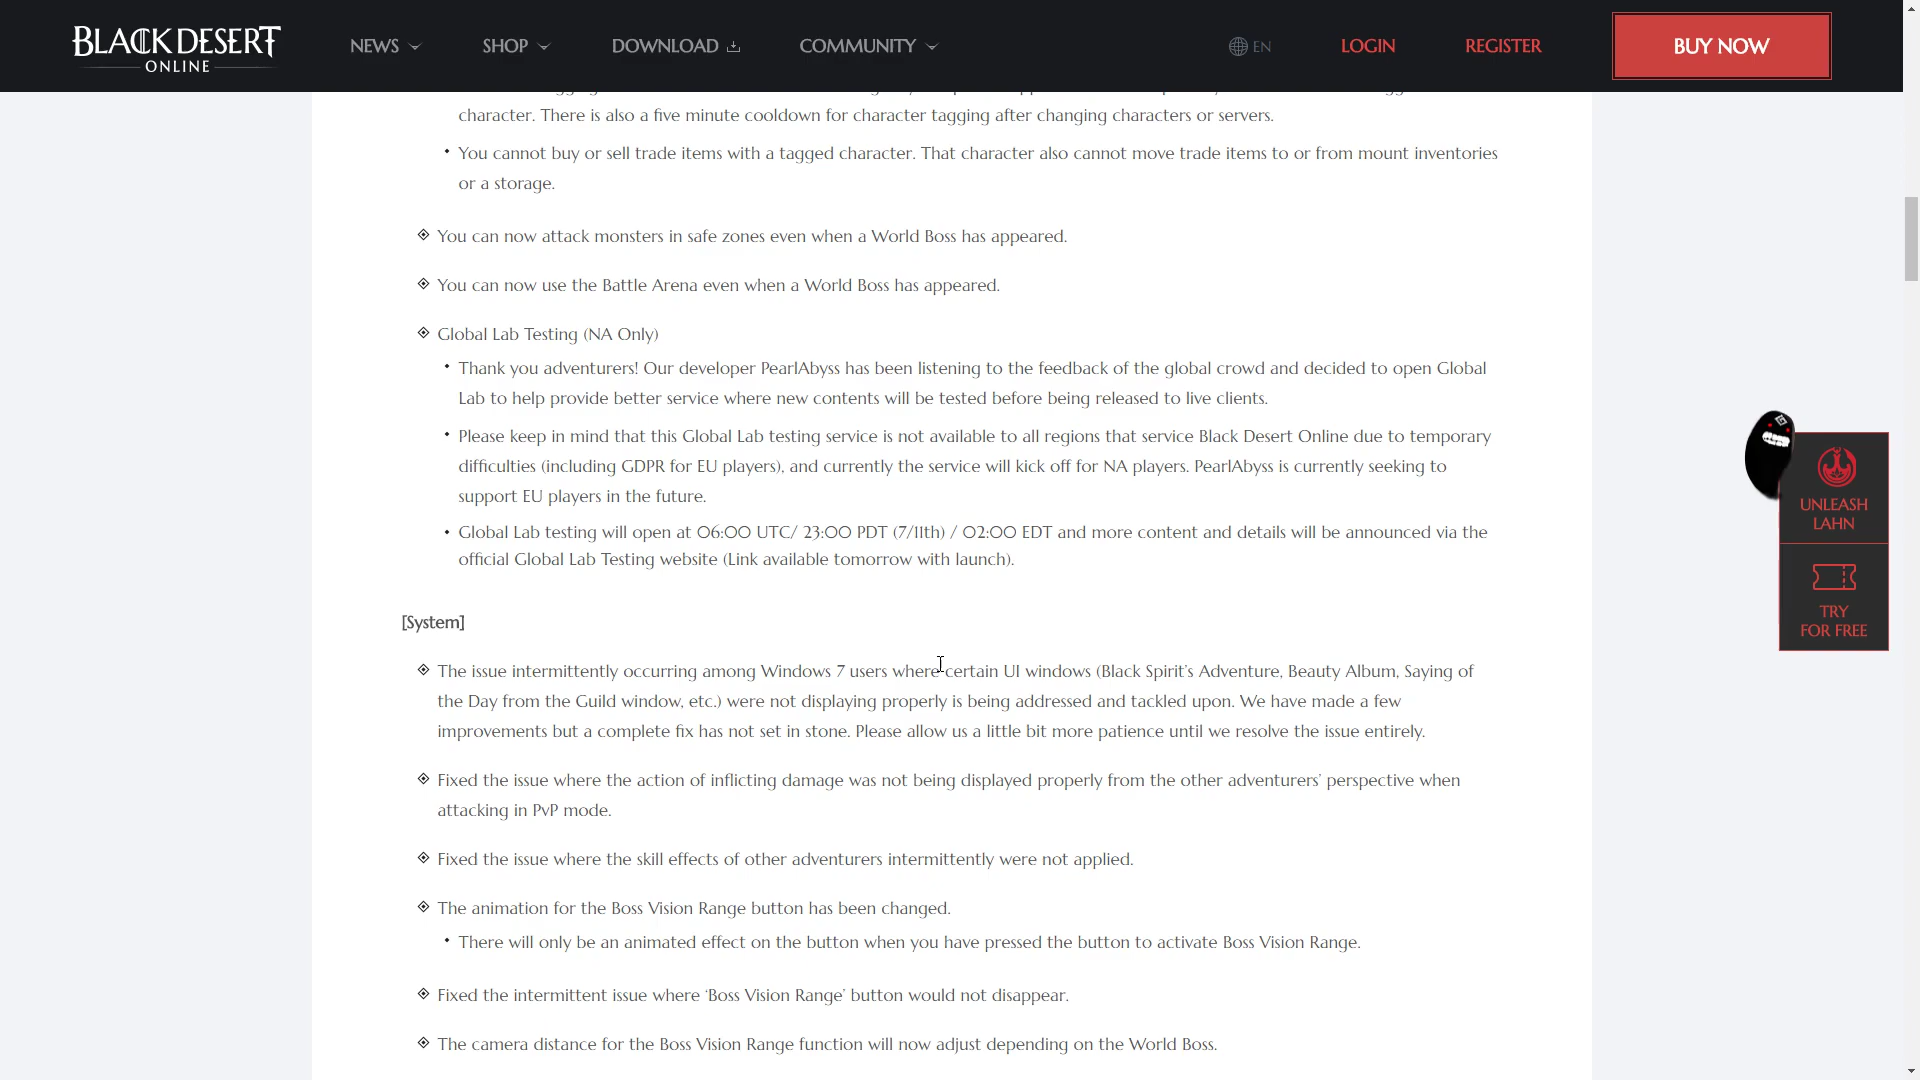 BLACK DESERT
ONLINE
NEWS
SHOP
DOWNLOAD
COMMUNITY
EN
LOGIN
REGISTER
BUY NOW
character. There is also a five minute cooldown for character tagging after changing characters or servers.
• You cannot buy or sell trade items with a tagged character. That character also cannot move trade items to or from mount inventories
or a storage.
You can now attack monsters in safe zones even when a World Boss has appeared.
You can now use the Battle Arena even when a World Boss has appeared.
Global Lab Testing (NA Only)
• Thank you adventurers! Our developer PearlAbyss has been listening to the feedback of the global crowd and decided to open Global
Lab to help provide better service where new contents will be tested before being released to live clients.
• Please keep in mind that this Global Lab testing service is not available to all regions that service Black Desert Online due to temporary
difficulties (including GDPR for EU players), and currently the service will kick off for NA players. PearlAbyss is currently seeking to
support EU players in the future.
• Global Lab testing will open at 06:00 UTC/ 23:00 PDT (7/11th) / 02:00 EDT and more content and details will be announced via the
official Global Lab Testing website (Link available tomorrow with launch).
[System]
The issue intermittently occurring among Windows 7 users where certain UI windows (Black Spirit's Adventure, Beauty Album, Saying of
the Day from the Guild window, etc.) were not displaying properly is being addressed and tackled upon. We have made a few
improvements but a complete fix has not set in stone. Please allow us a little bit more patience until we resolve the issue entirely.
Fixed the issue where the action of inflicting damage was not being displayed properly from the other adventurers' perspective when
attacking in PvP mode.
Fixed the issue where the skill effects of other adventurers intermittently were not applied.
The animation for the Boss Vision Range button has been changed.
• There will only be an animated effect on the button when you have pressed the button to activate Boss Vision Range.
Fixed the intermittent issue where ‘Boss Vision Range’ button would not disappear.
The camera distance for the Boss Vision Range function will now adjust depending on the World Boss.
UNLEASH
LAHN
TRY
FOR FREE